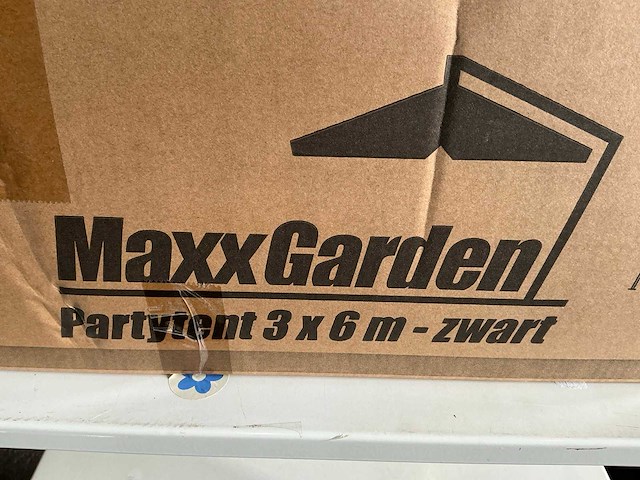 MaxxGarden
Partytent 3 x 6 m - zwart